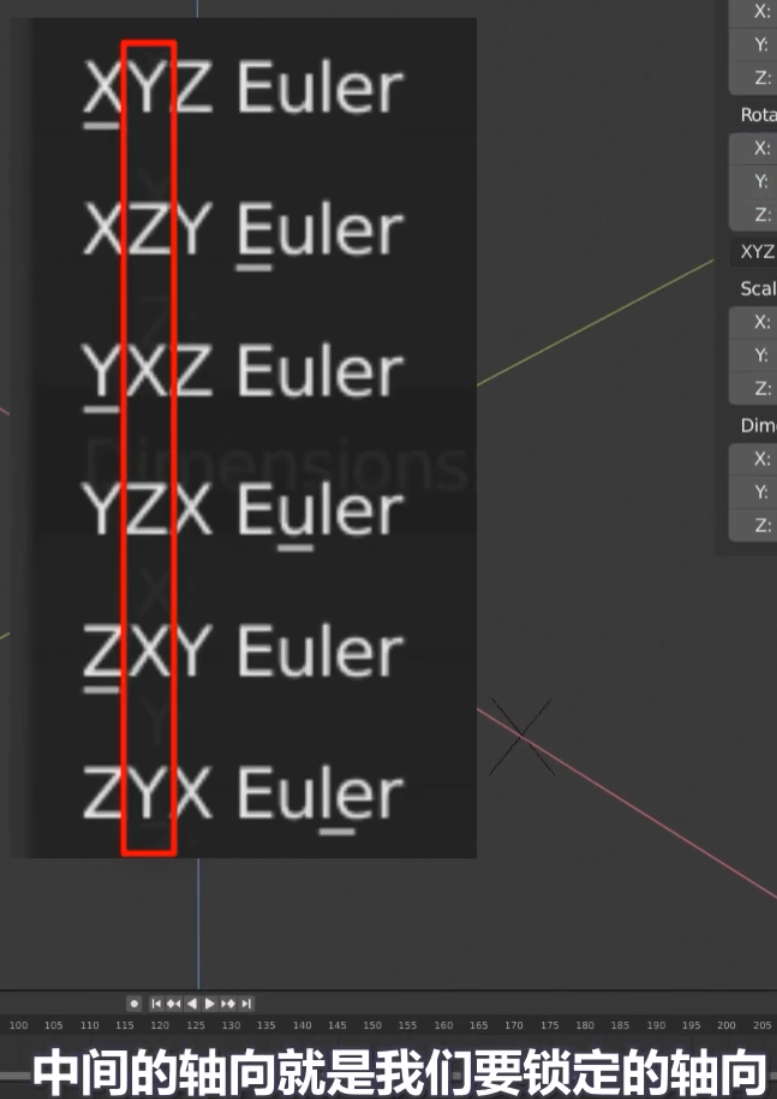 X:
Y:
Z:
XYZ Euler
Rota
X:
Y:
XZY Euler
Z:
XYZ
Scal
X:
Y:
YXZ Euler
Z:
Dim
Dimensions
X:
Y:
YZX Euler
Z:
X:
ZXY Euler
Y
ZYX Euler
100 105 110 115 120 125 130 135 140 145 150 155 160 165 170 175 180 185 190 195 200 205
中间的轴向就是我们要锁定的轴向